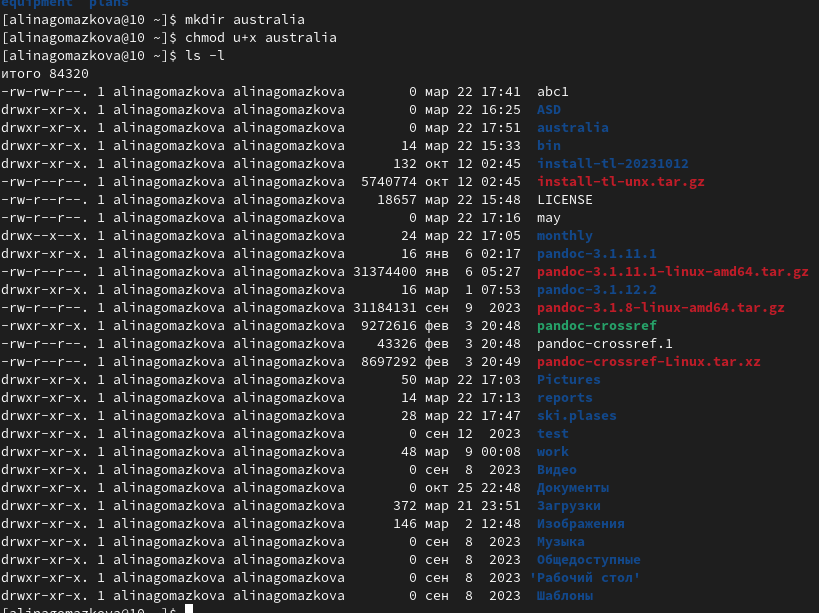 equipment  plans
[alinagomazkova@10 ~]$ mkdir australia
[alinagomazkova@10 ~]$ chmod u+x australia
[alinagomazkova@10 ~]$ ls -l
итого 84320
-rw-rw-r--. 1 alinagomazkova alinagomazkova        0 мар 22 17:41  abc1
drwxr-xr-x. 1 alinagomazkova alinagomazkova        0 мар 22 16:25  ASD
drwxr-xr-x. 1 alinagomazkova alinagomazkova        0 мар 22 17:51  australia
drwxr-xr-x. 1 alinagomazkova alinagomazkova       14 мар 22 15:33  bin
drwxr-xr-x. 1 alinagomazkova alinagomazkova      132 окт 12 02:45  install-tl-20231012
-rw-r--r--. 1 alinagomazkova alinagomazkova  5740774 окт 12 02:45  install-tl-unx.tar.gz
-rw-r--r--. 1 alinagomazkova alinagomazkova    18657 мар 22 15:48  LICENSE
-rw-r--r--. 1 alinagomazkova alinagomazkova        0 мар 22 17:16  may
drwx--x--x. 1 alinagomazkova alinagomazkova       24 мар 22 17:05  monthly
drwxr-xr-x. 1 alinagomazkova alinagomazkova       16 янв  6 02:17  pandoc-3.1.11.1
-rw-r--r--. 1 alinagomazkova alinagomazkova 31374400 янв  6 05:27  pandoc-3.1.11.1-linux-amd64.tar.gz
drwxr-xr-x. 1 alinagomazkova alinagomazkova       16 мар  1 07:53  pandoc-3.1.12.2
-rw-r--r--. 1 alinagomazkova alinagomazkova 31184131 сен  9  2023  pandoc-3.1.8-linux-amd64.tar.gz
-rwxr-xr-x. 1 alinagomazkova alinagomazkova  9272616 фев  3 20:48  pandoc-crossref
-rw-r--r--. 1 alinagomazkova alinagomazkova    43326 фев  3 20:48  pandoc-crossref.1
-rw-r--r--. 1 alinagomazkova alinagomazkova  8697292 фев  3 20:49  pandoc-crossref-Linux.tar.xz
drwxr-xr-x. 1 alinagomazkova alinagomazkova       50 мар 22 17:03  Pictures
drwxr-xr-x. 1 alinagomazkova alinagomazkova       14 мар 22 17:13  reports
drwxr-xr-x. 1 alinagomazkova alinagomazkova       28 мар 22 17:47  ski.plases
drwxr-xr-x. 1 alinagomazkova alinagomazkova        0 сен 12  2023  test
drwxr-xr-x. 1 alinagomazkova alinagomazkova       48 мар  9 00:08  work
drwxr-xr-x. 1 alinagomazkova alinagomazkova        0 сен  8  2023  Видео
drwxr-xr-x. 1 alinagomazkova alinagomazkova        0 окт 25 22:48  Документы
drwxr-xr-x. 1 alinagomazkova alinagomazkova      372 мар 21 23:51  Загрузки
drwxr-xr-x. 1 alinagomazkova alinagomazkova      146 мар  2 12:48  Изображения
drwxr-xr-x. 1 alinagomazkova alinagomazkova        0 сен  8  2023  Музыка
drwxr-xr-x. 1 alinagomazkova alinagomazkova        0 сен  8  2023  Общедоступные
drwxr-xr-x. 1 alinagomazkova alinagomazkova        0 сен  8  2023 'Рабочий стол'
drwxr-xr-x. 1 alinagomazkova alinagomazkova        0 сен  8  2023  Шаблоны
[alinagomazkova@10 ~]$